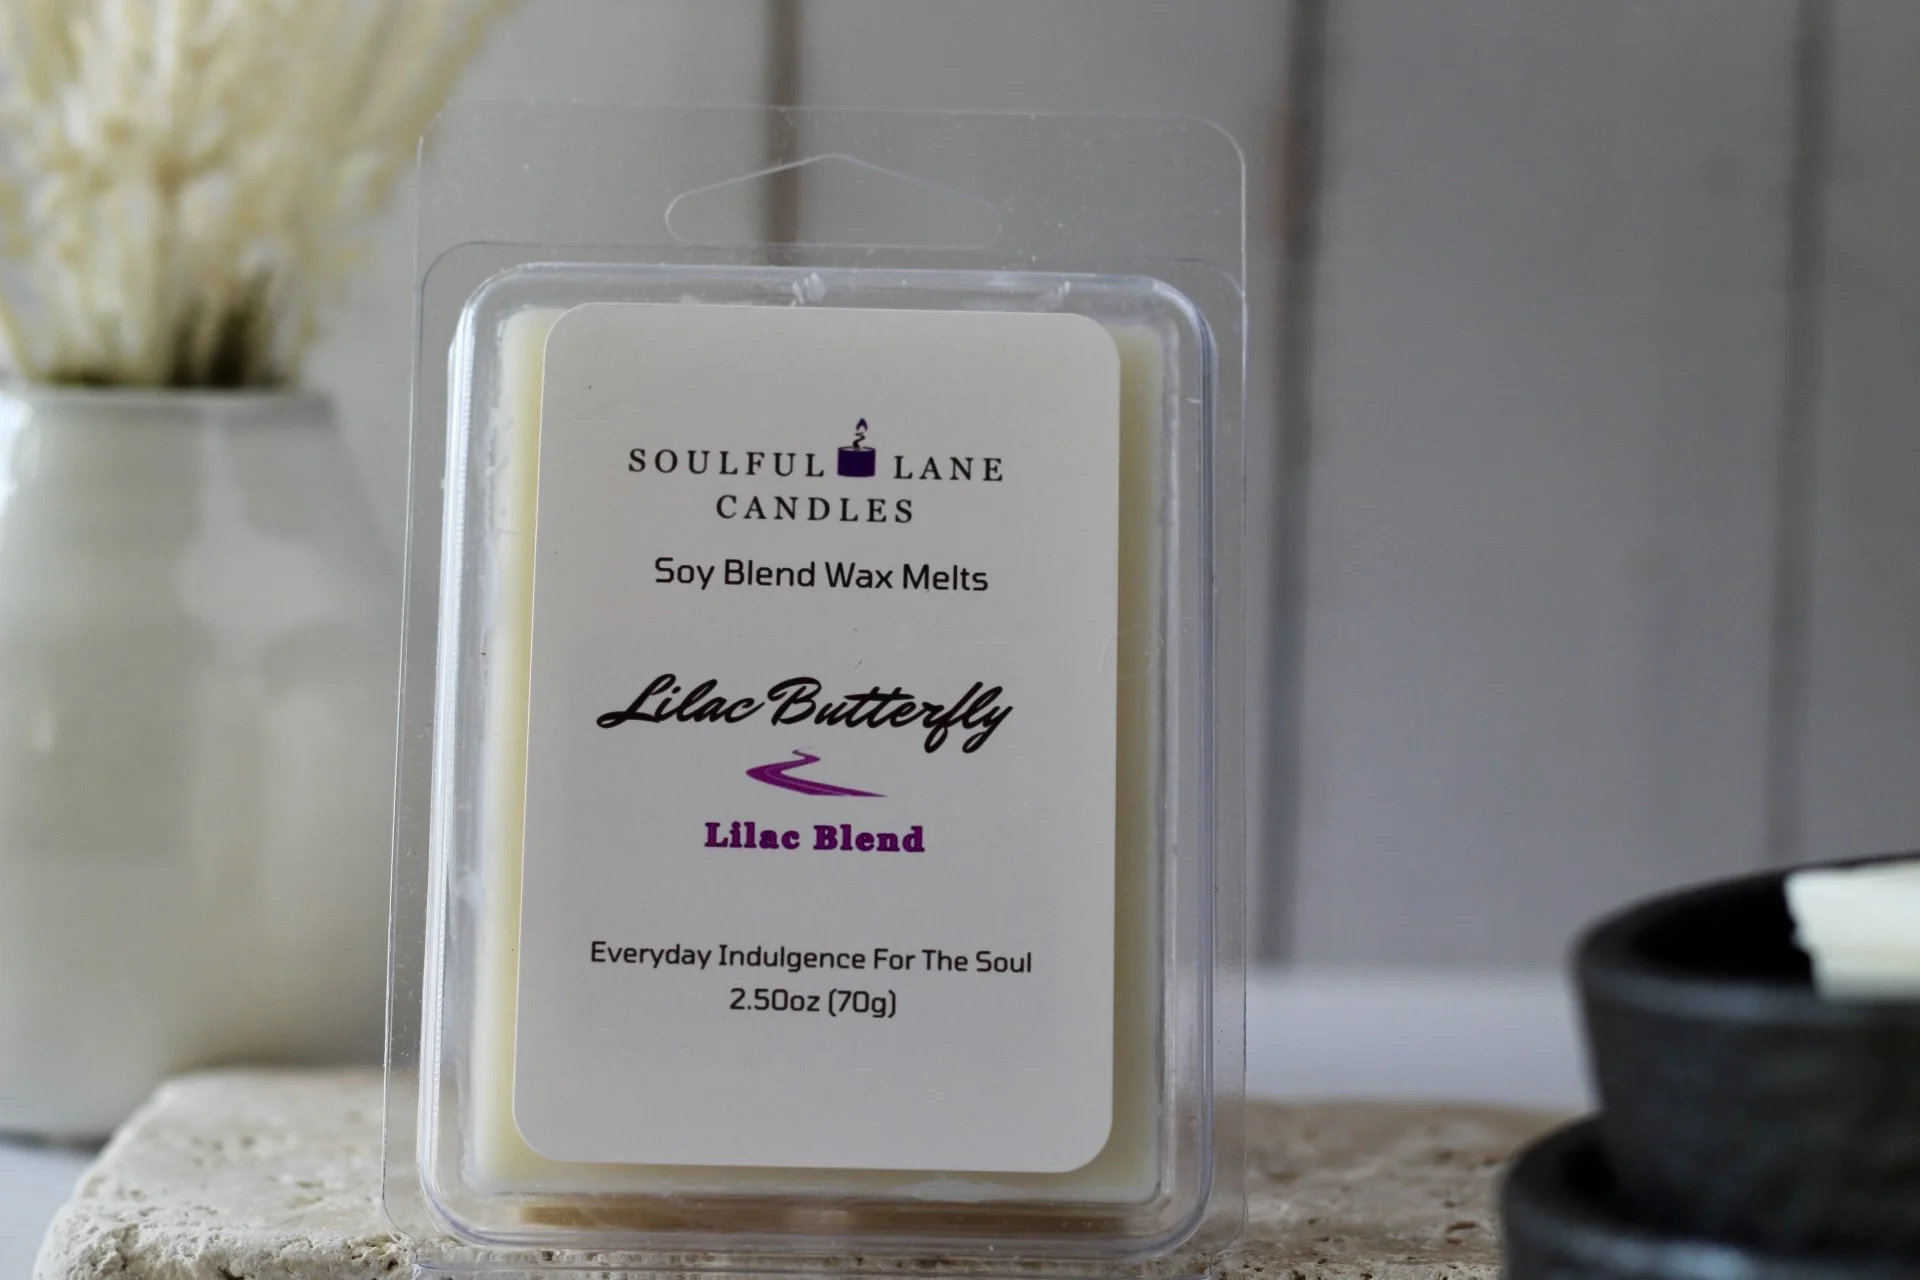 SOULFUL LANE
CANDLES
Soy Blend Wax Melts
Lilac Butterfly
Lilac Blend
Everyday Indulgence For The Soul
2.50oz (70g)